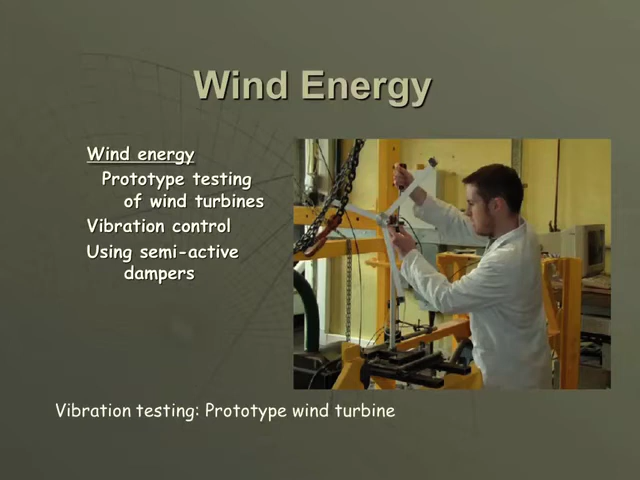 Wind Energy
Wind energy
Prototype testing
of wind turbines
Vibration control
Using semi-active
dampers
Vibration testing: Prototype wind turbine